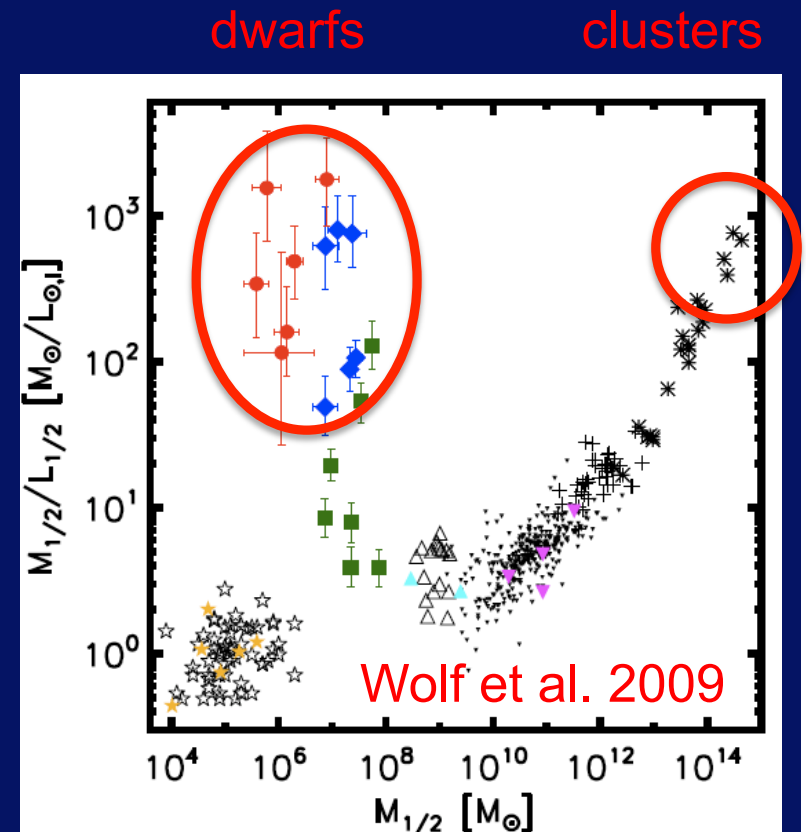 dwarfs clusters
10³
10²
10¹
10⁰
M₁/₂/L₁/₂ [M⊙/L⊙,I]
Wolf et al. 2009
10⁴ 10⁶ 10⁸ 10¹⁰ 10¹² 10¹⁴
M₁/₂ [M⊙]